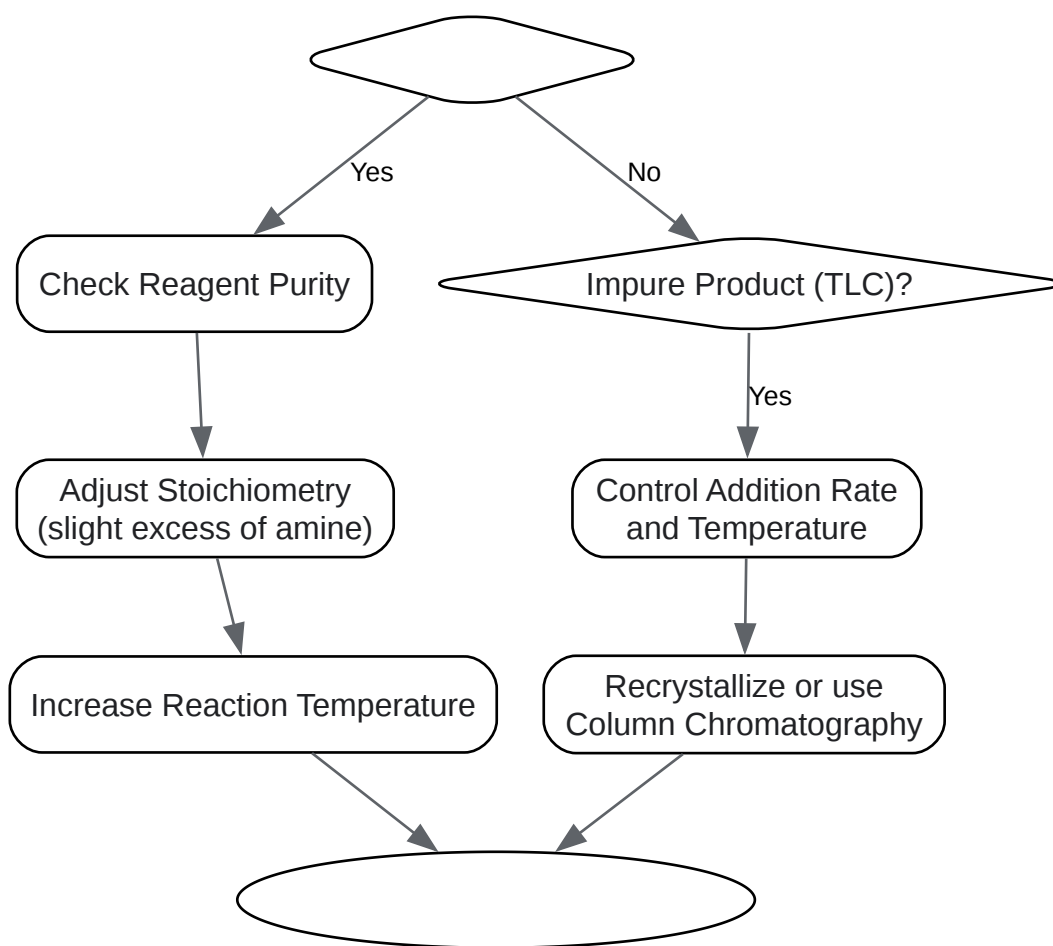 Yes
No
Check Reagent Purity
Impure Product (TLC)?
Yes
Adjust Stoichiometry
(slight excess of amine)
Control Addition Rate
and Temperature
Increase Reaction Temperature
Recrystallize or use
Column Chromatography